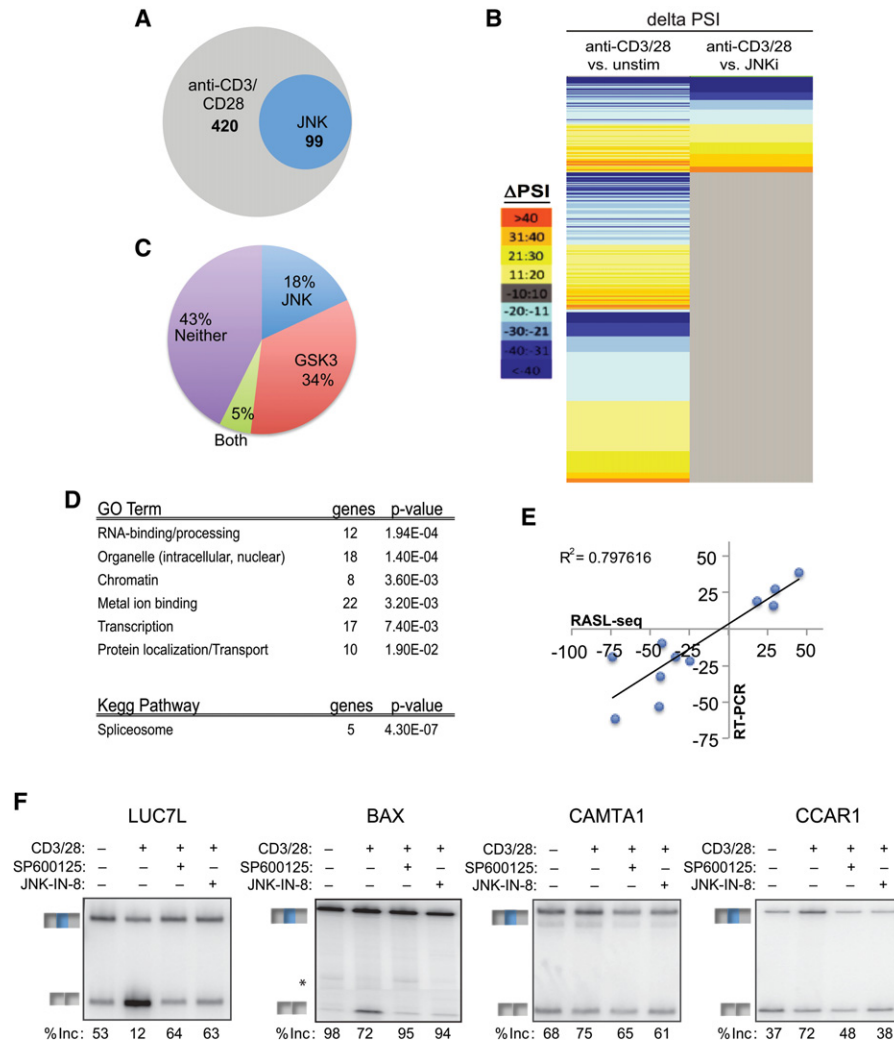 A
anti-CD3/
CD28
420
JNK
99
B
delta PSI
anti-CD3/28
vs. unstim
anti-CD3/28
vs. JNKi
ΔPSI
>40
31:40
21:30
11:20
-10:10
-20:-11
-30:-21
-40:-31
<-40
C
18%
JNK
43%
Neither
GSK3
34%
5%
Both
D
GO Term genes p-value
RNA-binding/processing 12 1.94E-04
Organelle (intracellular, nuclear) 18 1.40E-04
Chromatin 8 3.60E-03
Metal ion binding 22 3.20E-03
Transcription 17 7.40E-03
Protein localization/Transport 10 1.90E-02
Kegg Pathway genes p-value
Spliceosome 5 4.30E-07
E
R2 = 0.797616
50
25
RASL-seq
-100 -75 -50 -25 25 50
-25
-50
-75
RT-PCR
F
LUC7L
CD3/28: – + + +
SP600125: +
JNK-IN-8: +
%Inc: 53 12 64 63
BAX
CD3/28: – + + +
SP600125: +
JNK-IN-8: +
*
%Inc: 98 72 95 94
CAMTA1
CD3/28: – + + +
SP600125: +
JNK-IN-8: +
%Inc: 68 75 65 61
CCAR1
CD3/28: – + + +
SP600125: +
JNK-IN-8: +
%Inc: 37 72 48 38